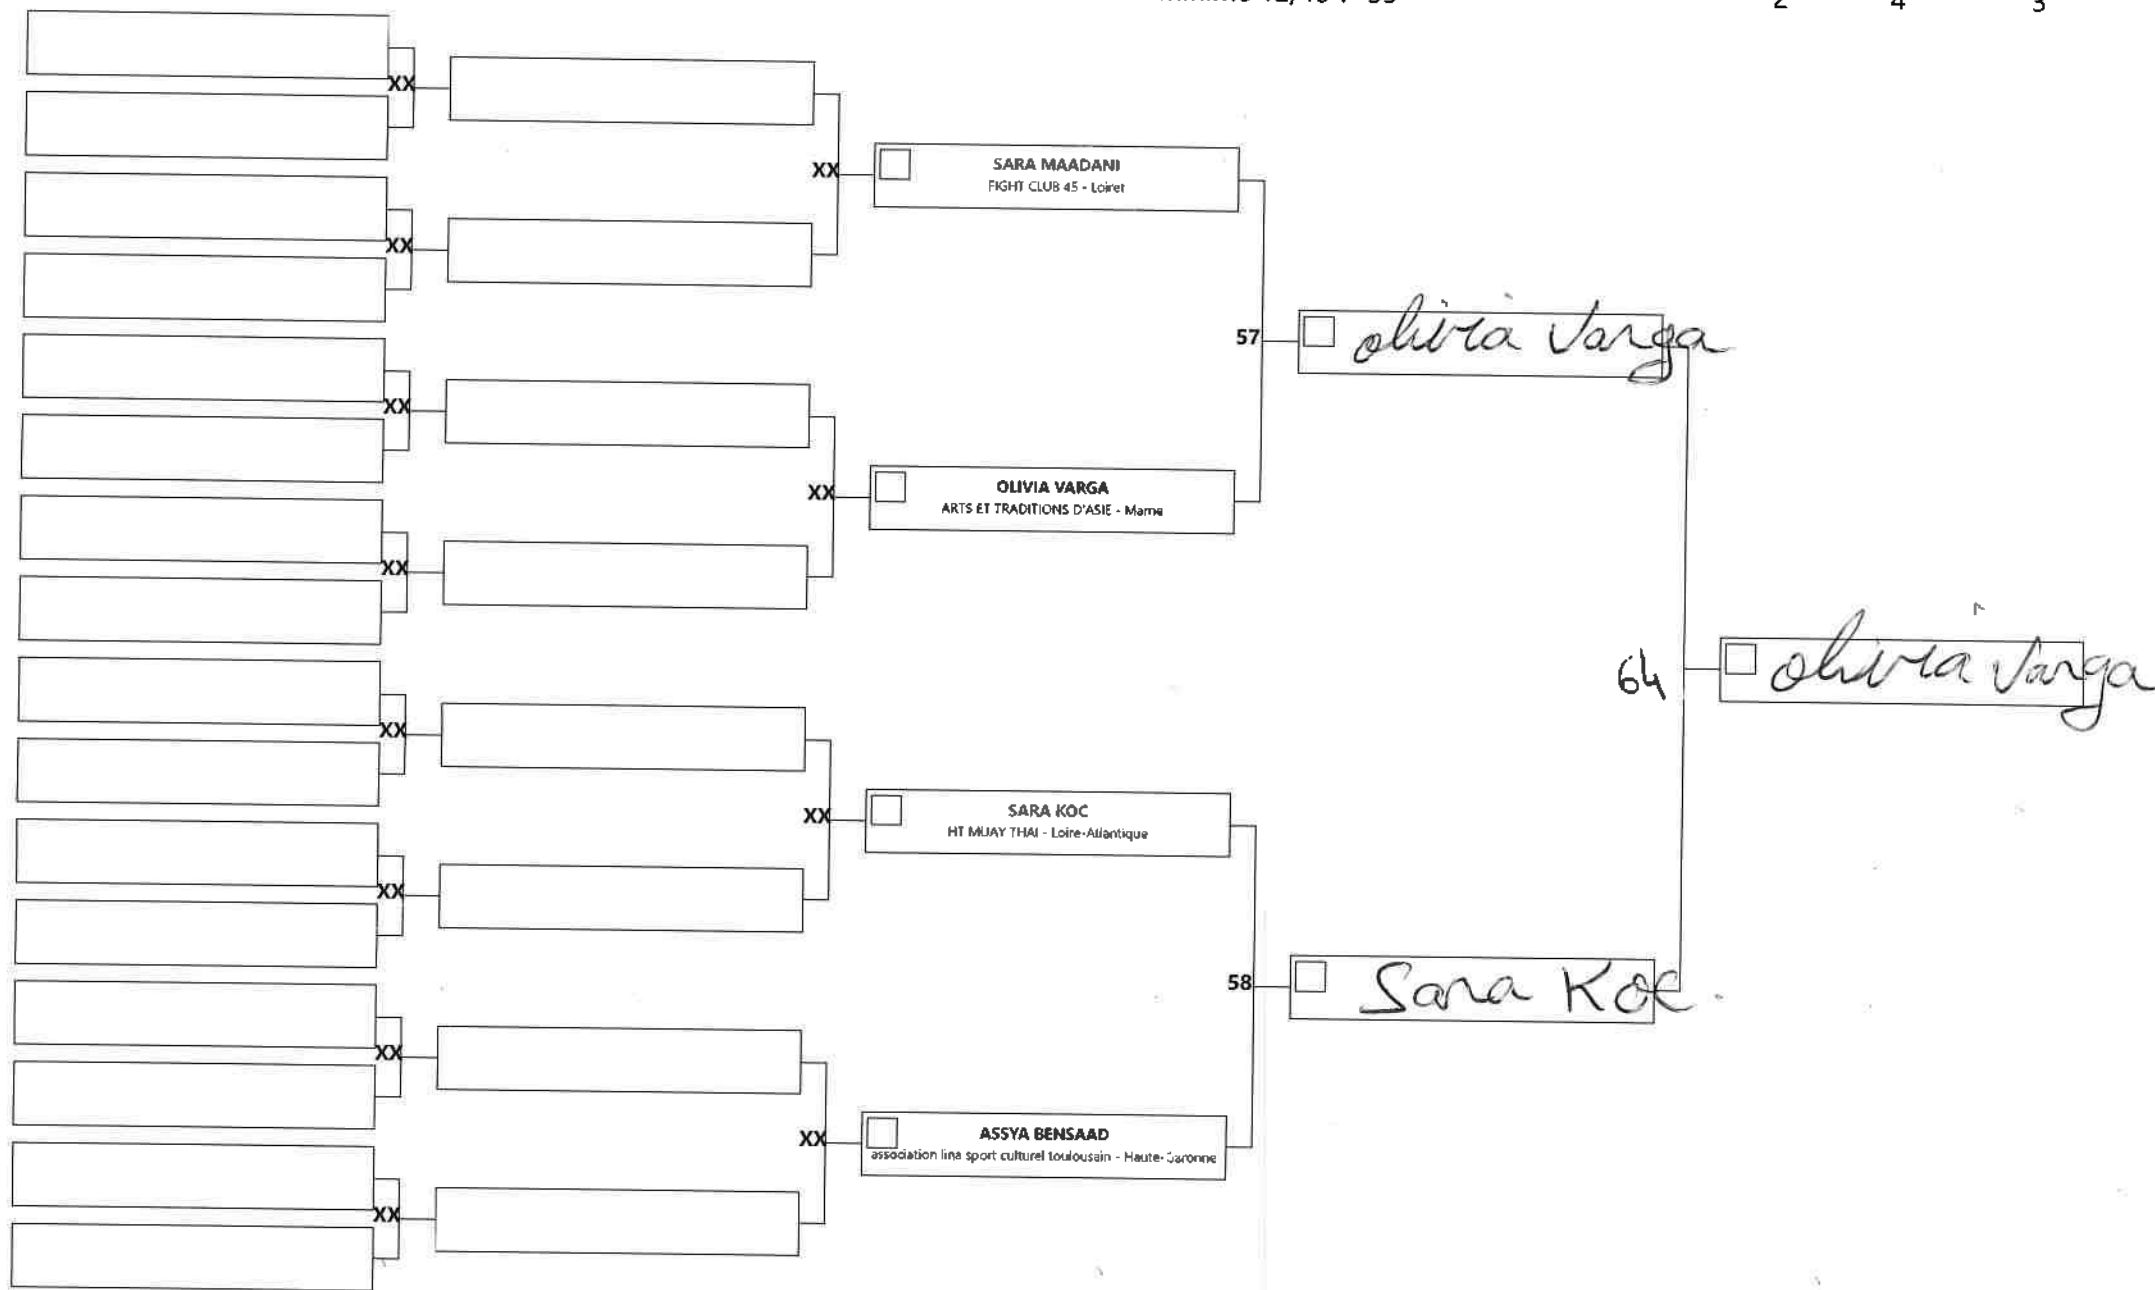 2 4 3
XX
XX
SARA MAADANI
FIGHT CLUB 45 - Loiret
XX
57
olivia Varga
XX
XX
OLIVIA VARGA
ARTS ET TRADITIONS D'ASIE - Marne
XX
64
olivia Varga
XX
XX
SARA KOC
HT MUAY THAI - Loire-Atlantique
XX
58
Sara Koc.
XX
XX
ASSYA BENSAAD
association lina sport culturel toulousain - Haute-Garonne
XX